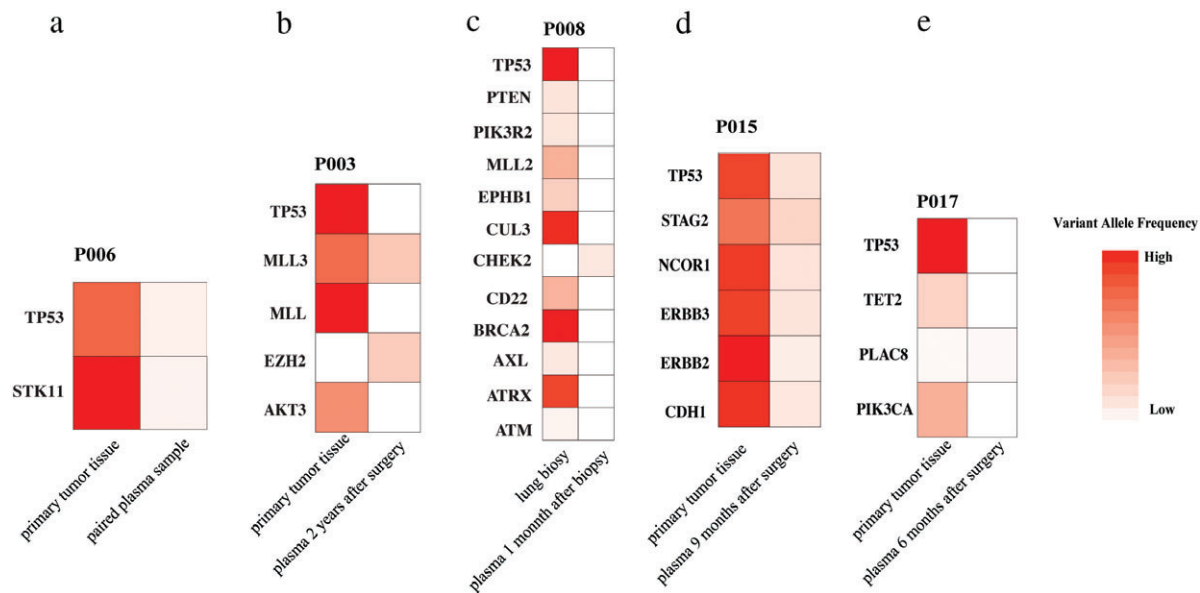 a
P006
TP53
STK11
primary tumor tissue
paired plasma sample
b
P003
TP53
MLL3
MLL
EZH2
AKT3
primary tumor tissue
plasma 2 years after surgery
c
P008
TP53
PTEN
PIK3R2
MLL2
EPHB1
CUL3
CHEK2
CD22
BRCA2
AXL
ATRX
ATM
lung biosy
plasma 1 monnth after biopsy
d
P015
TP53
STAG2
NCOR1
ERBB3
ERBB2
CDH1
primary tumor tissue
plasma 9 months after surgery
e
P017
TP53
TET2
PLAC8
PIK3CA
primary tumor tissue
plasma 6 months after surgery
Variant Allele Frequency
High
Low